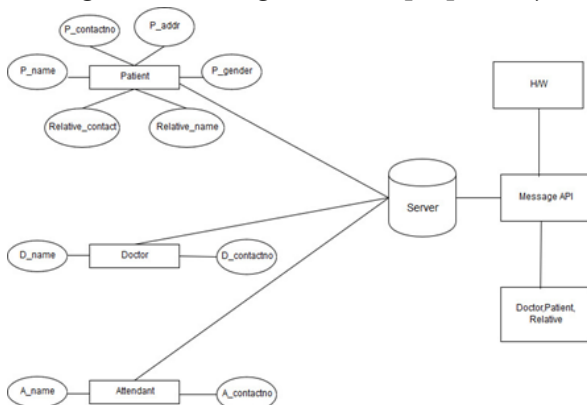 P_contactno
P_addr
P_name
Patient
P_gender
Relative_contact
Relative_name
H/W
Server
Message API
D_name
Doctor
D_contactno
Doctor,Patient,
Relative
A_name
Attendant
A_contactno